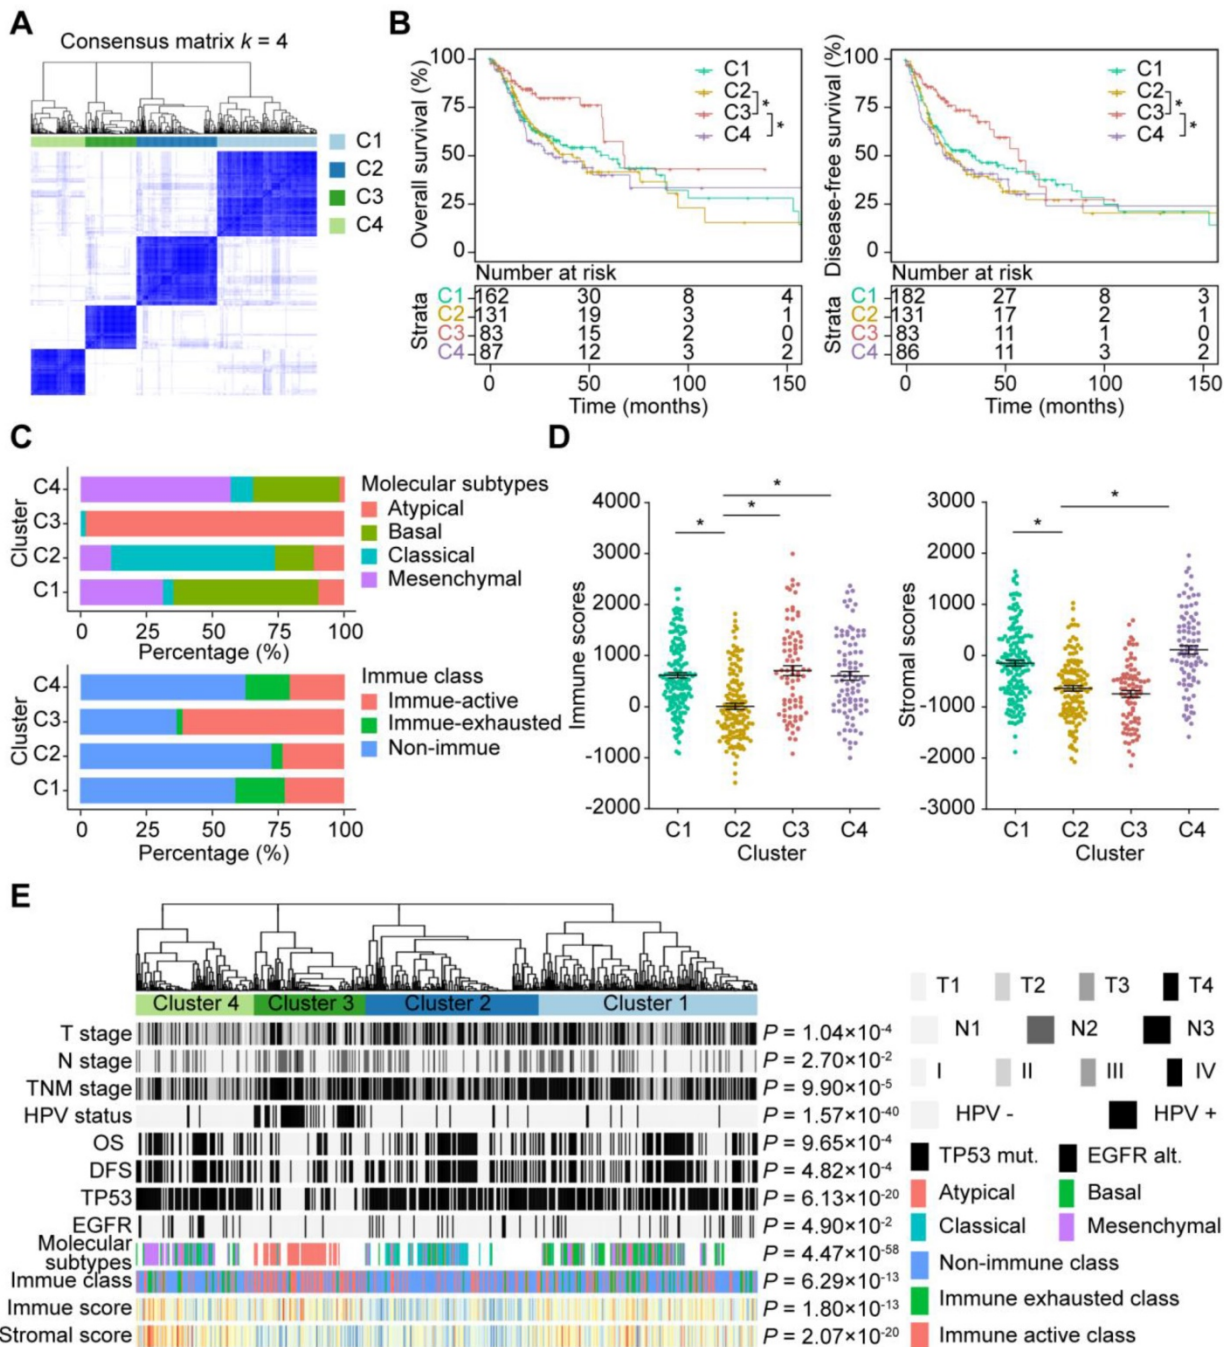 A
Consensus matrix k = 4
C1
C2
C3
C4
B
Overall survival (%)
100
75
50
25
0
C1
C2
C3
C4
*
*
Number at risk
Strata
C1 162 30 8 4
C2 131 19 3 1
C3 83 15 2 0
C4 87 12 3 2
0 50 100 150
Time (months)
Disease-free survival (%)
100
75
50
25
0
C1
C2
C3
C4
*
*
Number at risk
Strata
C1 182 27 8 3
C2 131 17 2 1
C3 83 11 1 0
C4 86 11 3 2
0 50 100 150
Time (months)
C
Cluster
C4
C3
C2
C1
0 25 50 75 100
Percentage (%)
Molecular subtypes
Atypical
Basal
Classical
Mesenchymal
Cluster
C4
C3
C2
C1
0 25 50 75 100
Percentage (%)
Immue class
Immue-active
Immue-exhausted
Non-immue
D
Immune scores
4000
3000
2000
1000
0
-1000
-2000
* * *
C1 C2 C3 C4
Cluster
Stromal scores
3000
2000
1000
0
-1000
-2000
-3000
* *
C1 C2 C3 C4
Cluster
E
Cluster 4 Cluster 3 Cluster 2 Cluster 1
T stage P = 1.04×10-4
N stage P = 2.70×10-2
TNM stage P = 9.90×10-5
HPV status P = 1.57×10-40
OS P = 9.65×10-4
DFS P = 4.82×10-4
TP53 P = 6.13×10-20
EGFR P = 4.90×10-2
Molecular
subtypes P = 4.47×10-58
Immue class P = 6.29×10-13
Immue score P = 1.80×10-13
Stromal score P = 2.07×10-20
T1 T2 T3 T4
N1 N2 N3
I II III IV
HPV - HPV +
TP53 mut. EGFR alt.
Atypical Basal
Classical Mesenchymal
Non-immune class
Immune exhausted class
Immune active class